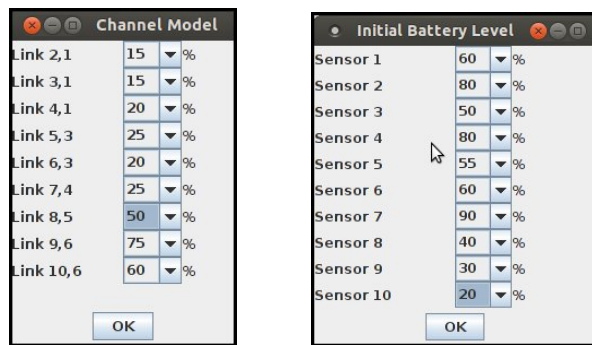 Channel Model
Link 2,1 15 %
Link 3,1 15 %
Link 4,1 20 %
Link 5,3 25 %
Link 6,3 20 %
Link 7,4 25 %
Link 8,5 50 %
Link 9,6 75 %
Link 10,6 60 %
OK
Initial Battery Level
Sensor 1 60 %
Sensor 2 80 %
Sensor 3 50 %
Sensor 4 80 %
Sensor 5 55 %
Sensor 6 60 %
Sensor 7 90 %
Sensor 8 40 %
Sensor 9 30 %
Sensor 10 20 %
OK